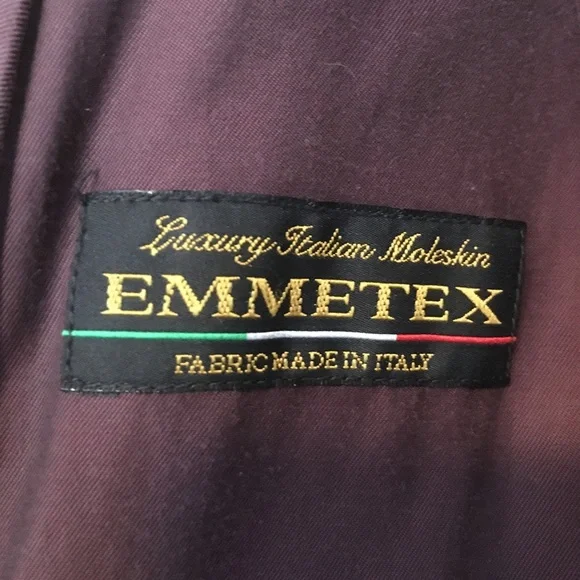 Luxury Italian Moleskin
EMMETEX
FABRIC MADE IN ITALY